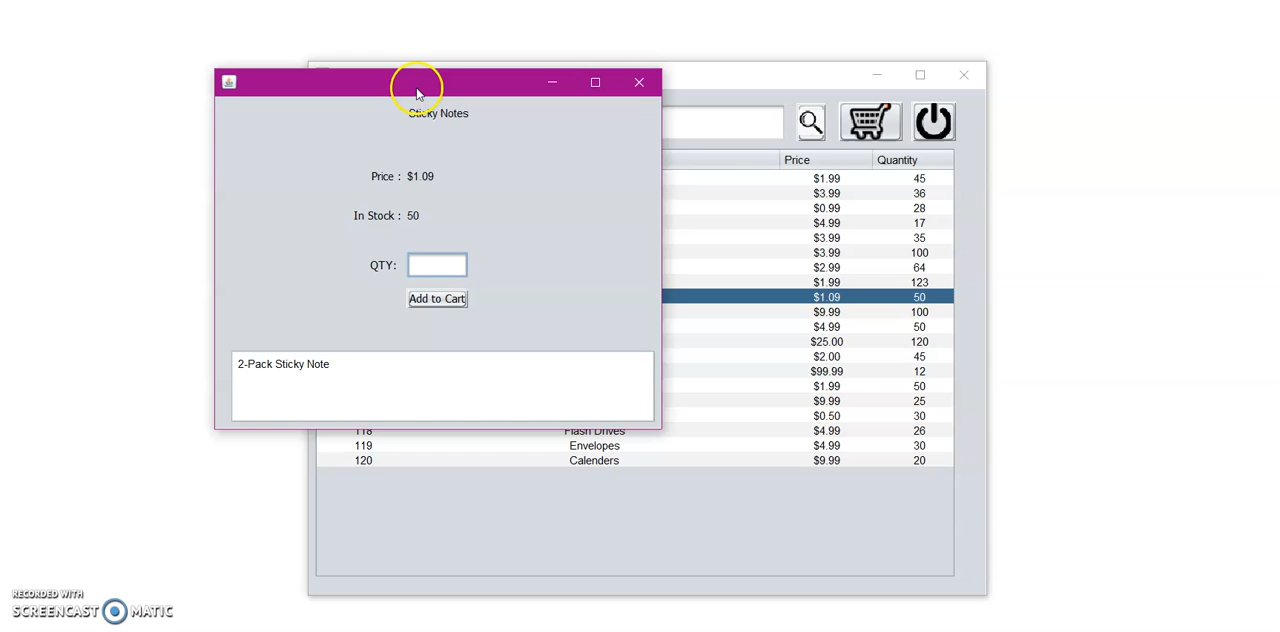 Sticky Notes
Price : $1.09
In Stock : 50
QTY:
Add to Cart
2-Pack Sticky Note
Price Quantity
$1.99 45
$3.99 36
$0.99 28
$4.99 17
$3.99 35
$3.99 100
$2.99 64
$1.99 123
$1.09 50
$9.99 100
$4.99 50
$25.00 120
$2.00 45
$99.99 12
$1.99 50
$9.99 25
$0.50 30
118 Flash Drives $4.99 26
119 Envelopes $4.99 30
120 Calenders $9.99 20
RECORDED WITH
SCREENCAST MATIC